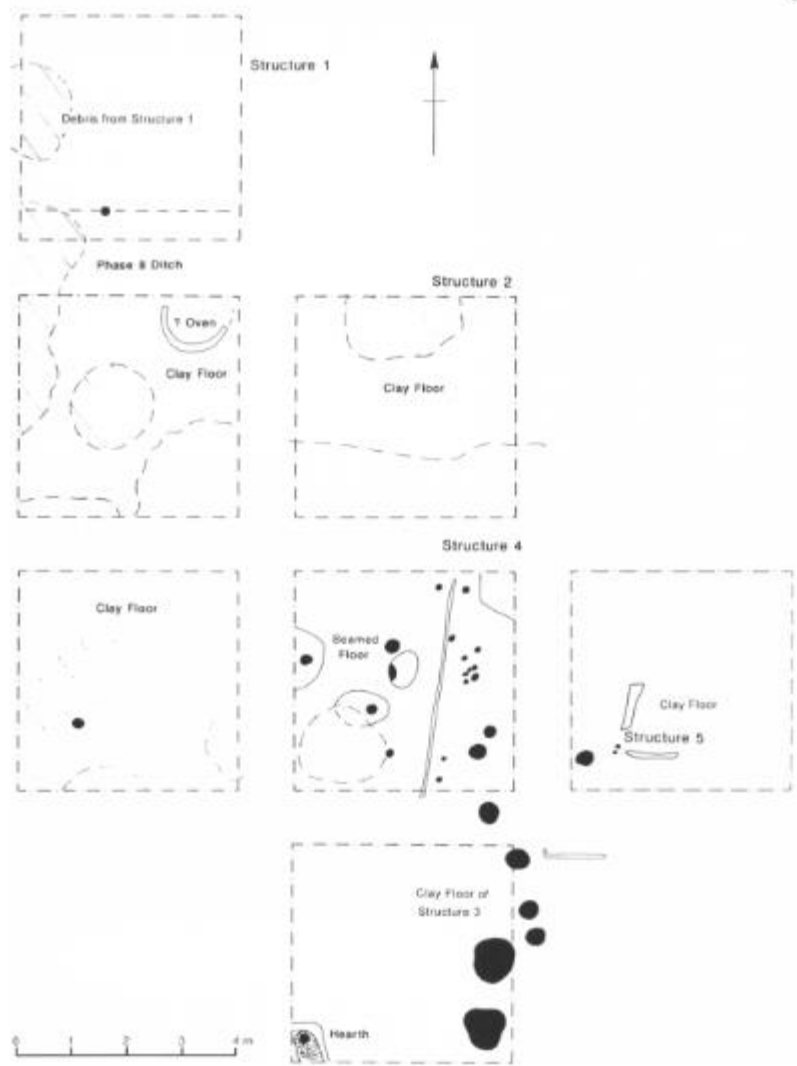 Structure 1
Debris from Structure 1
Phase 8 Ditch
Structure 2
? Oven
Clay Floor
Clay Floor
Structure 4
Clay Floor
Beamed
Floor
Clay Floor
Structure 5
Clay Floor of
Structure 3
Hearth
0 1 2 3 4 m